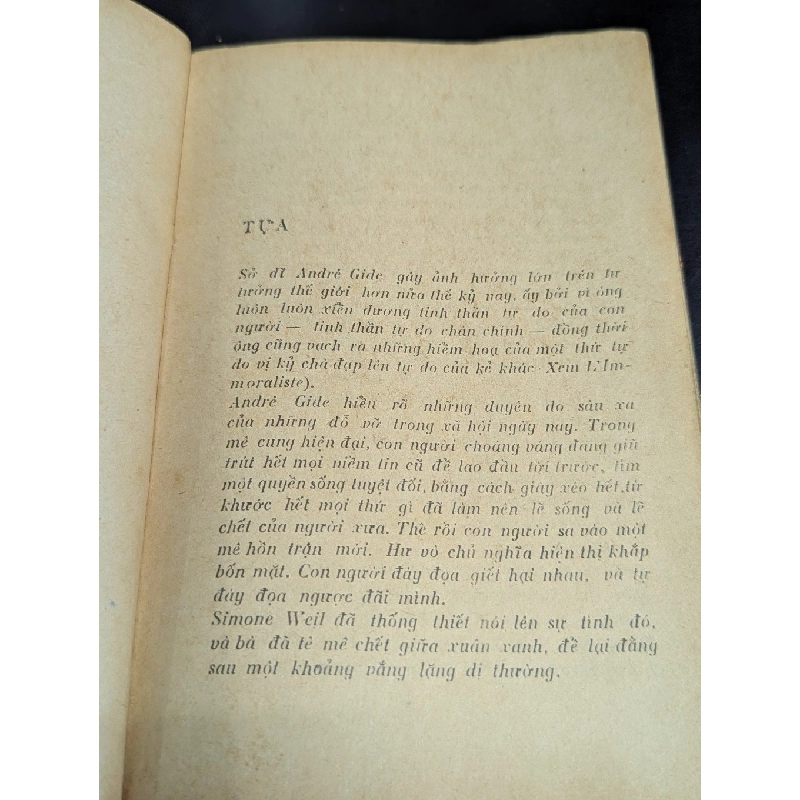 TỰA
Sở dĩ André Gide gây ảnh hưởng lớn trên tư
tưởng thế giới hơn nửa thế kỷ nay, ấy bởi vì ông
luôn luôn xiển dương tinh thần tự do của con
người — tinh thần tự do chân chính — đồng thời
ông cũng vạch ra những hiểm hoạ của một thứ tự
do vị kỷ chà đạp lên tự do của kẻ khác (Xem L'Im-
moraliste).
André Gide hiểu rõ những duyên do sâu xa
của những đổ vỡ trong xã hội ngày nay. Trong
mê cung hiện đại, con người choáng váng đang giũ
trút hết mọi niềm tin cũ để lao đầu tới trước, tìm
một quyền sống tuyệt đối, bằng cách giày xéo hết, từ
khước hết mọi thứ gì đã làm nên lẽ sống và lẽ
chết của người xưa. Thế rồi con người sa vào một
mê hồn trận mới. Hư vô chủ nghĩa hiển thị khắp
bốn mặt. Con người đày đọa giết hại nhau, và tự
đày đọa ngược đãi mình.
Simone Weil đã thống thiết nói lên sự tình đó,
và bà đã tê mê chết giữa xuân xanh, để lại đằng
sau một khoảng vắng lặng dị thường.